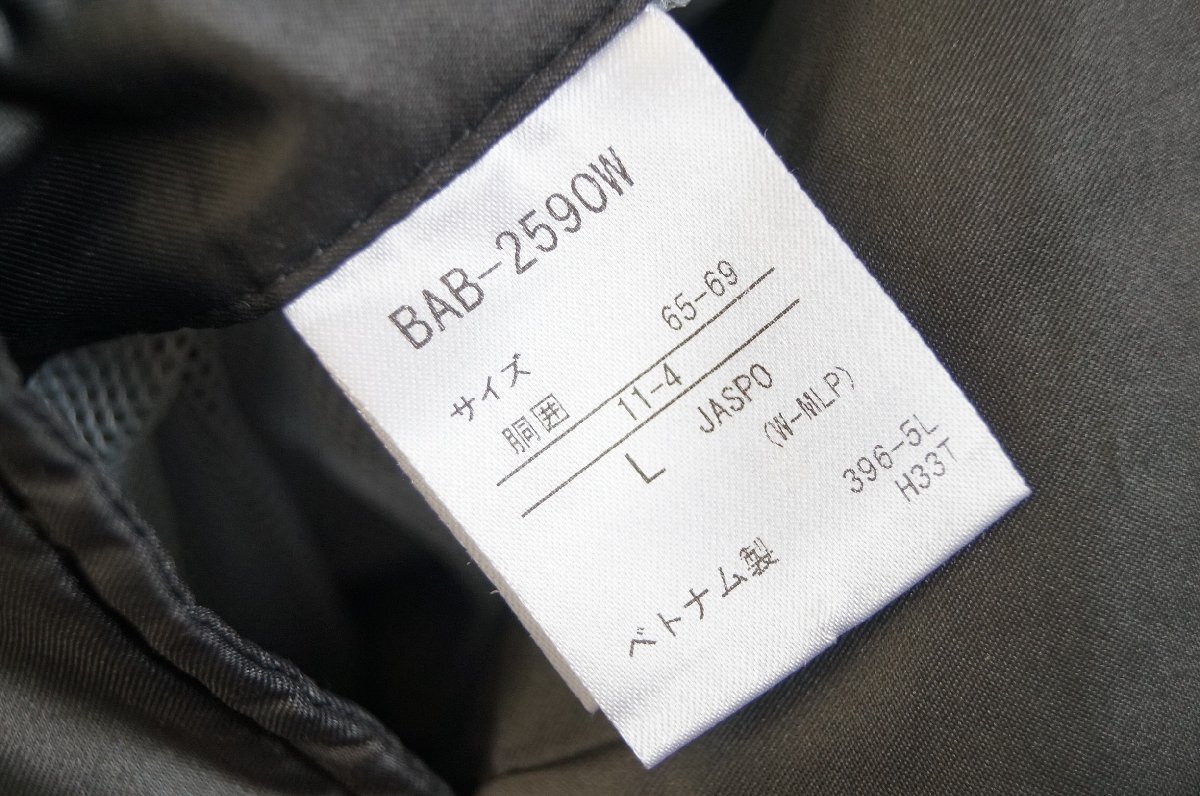 BAB-2590W
サイズ
胴囲 65-69
11-4
L JASPO
(W-MLP)
396-5L
H33T
ベトナム製